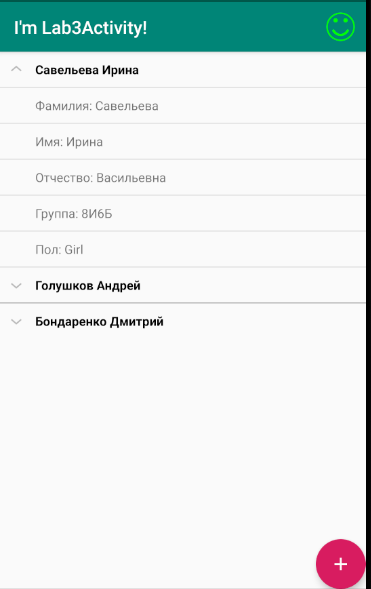 I'm Lab3Activity!
Савельева Ирина
Фамилия: Савельева
Имя: Ирина
Отчество: Васильевна
Группа: 8И6Б
Пол: Girl
Голушков Андрей
Бондаренко Дмитрий
+